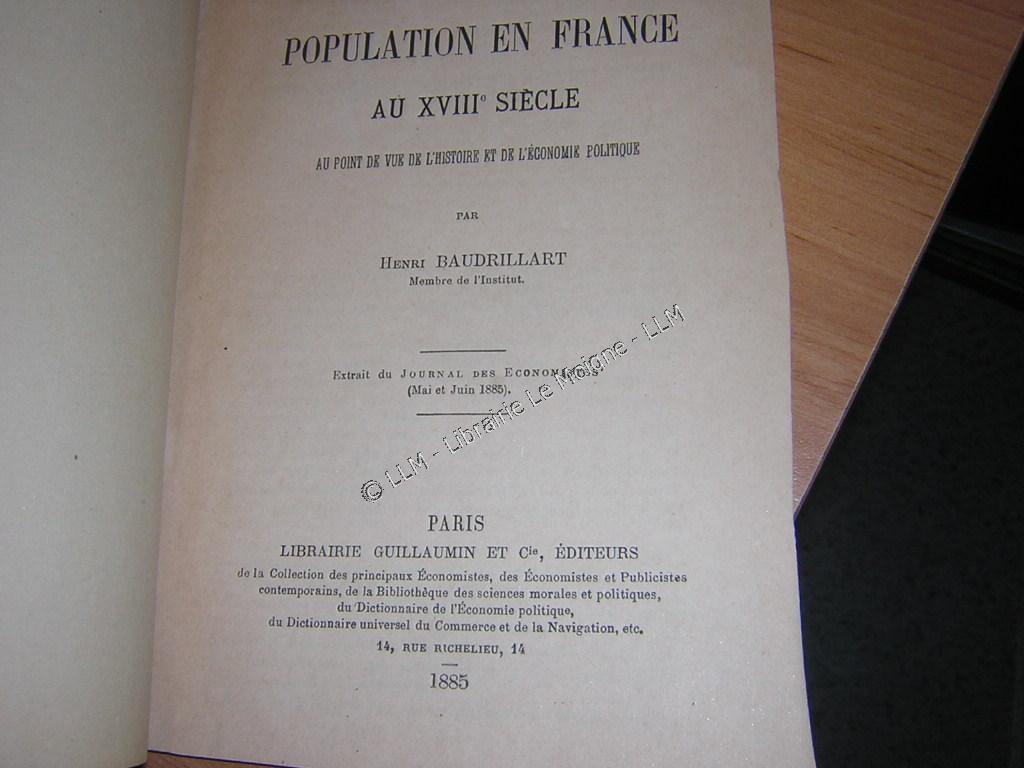 POPULATION EN FRANCE
AU XVIIIe SIÈCLE
AU POINT DE VUE DE L'HISTOIRE ET DE L'ÉCONOMIE POLITIQUE
PAR
HENRI BAUDRILLART
Membre de l'Institut.
Extrait du JOURNAL DES ECONOMISTES
(Mai et Juin 1885).
© LLM - Librairie Le Moigne - LLM
PARIS
LIBRAIRIE GUILLAUMIN ET Cie, ÉDITEURS
de la Collection des principaux Économistes, des Économistes et Publicistes
contemporains, de la Bibliothèque des sciences morales et politiques,
du Dictionnaire de l'Économie politique,
du Dictionnaire universel du Commerce et de la Navigation, etc.
14, RUE RICHELIEU, 14
1885